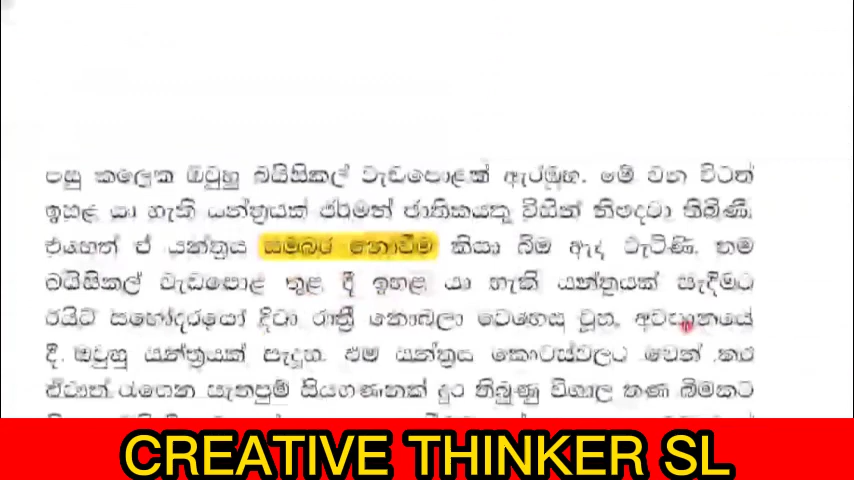 පසු කලෙක ඔවුහු බයිසිකල් වැඩපොළක් ඇරඹූහ. මේ වන විටත්
ඉහළ යා හැකි යන්ත්‍රයක් ජර්මන් ජාතිකයකු විසින් නිපදවා තිබිණි.
එහෙත් ඒ යන්ත්‍රය සමබර නොවීම කියා බිම ඇද වැටිණි. තම
බයිසිකල් වැඩපොළ තුළ දී ඉහළ යා හැකි යන්ත්‍රයක් සැදීමට
රයිට් සහෝදරයෝ දිවා රාත්‍රී නොබලා වෙහෙසු වූහ. අවසානයේ
දී ඔවුහු යන්ත්‍රයක් සැදූහ. එම යන්ත්‍රය කොටස්වලට වෙන් කර
ඒවාත් රැගෙන සැතපුම් සියගණනක් දුර තිබුණු විශාල තණ බිමකට
CREATIVE THINKER SL